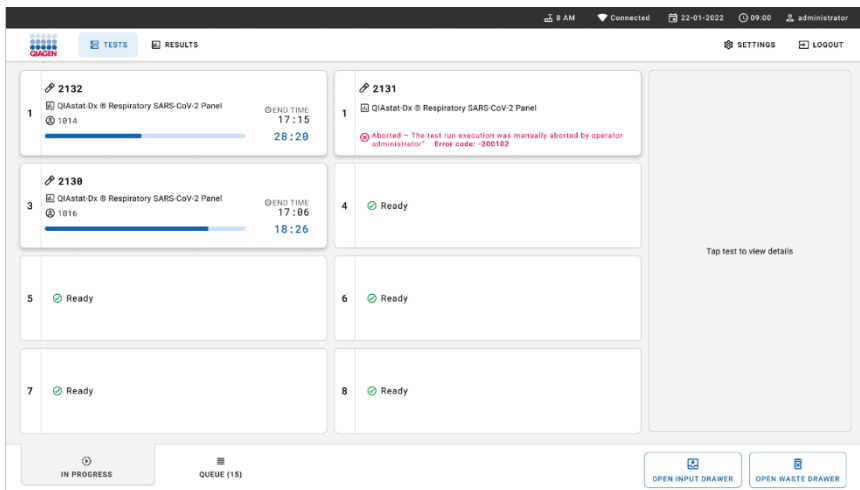 8 AM Connected 22-01-2022 09:00 administrator
QIAGEN TESTS RESULTS SETTINGS LOGOUT
1
2132
QIAstat-Dx ® Respiratory SARS-CoV-2 Panel
1014
END TIME
17:15
28:20
1
2131
QIAstat-Dx ® Respiratory SARS-CoV-2 Panel
Aborted – The test run execution was manually aborted by operator
administrator" Error code: -200102
3
2130
QIAstat-Dx ® Respiratory SARS-CoV-2 Panel
1016
END TIME
17:06
18:26
4 Ready
Tap test to view details
5 Ready
6 Ready
7 Ready
8 Ready
IN PROGRESS
QUEUE (15)
OPEN INPUT DRAWER
OPEN WASTE DRAWER